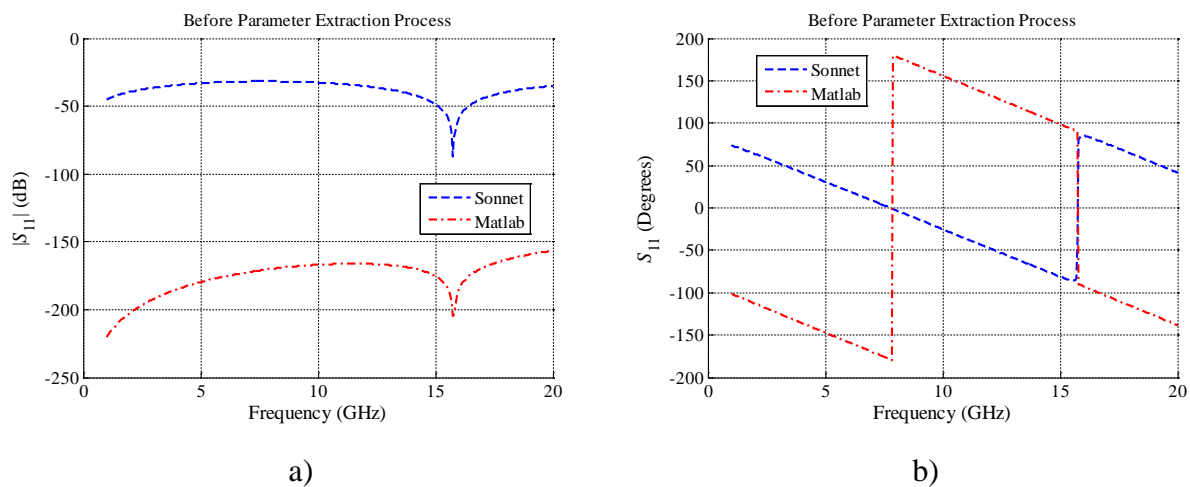 Before Parameter Extraction Process
0
-50
-100
-150
-200
-250
|S11| (dB)
Sonnet
Matlab
0
5
10
15
20
Frequency (GHz)
a)
Before Parameter Extraction Process
200
150
100
50
0
-50
-100
-150
-200
S11 (Degrees)
Sonnet
Matlab
0
5
10
15
20
Frequency (GHz)
b)